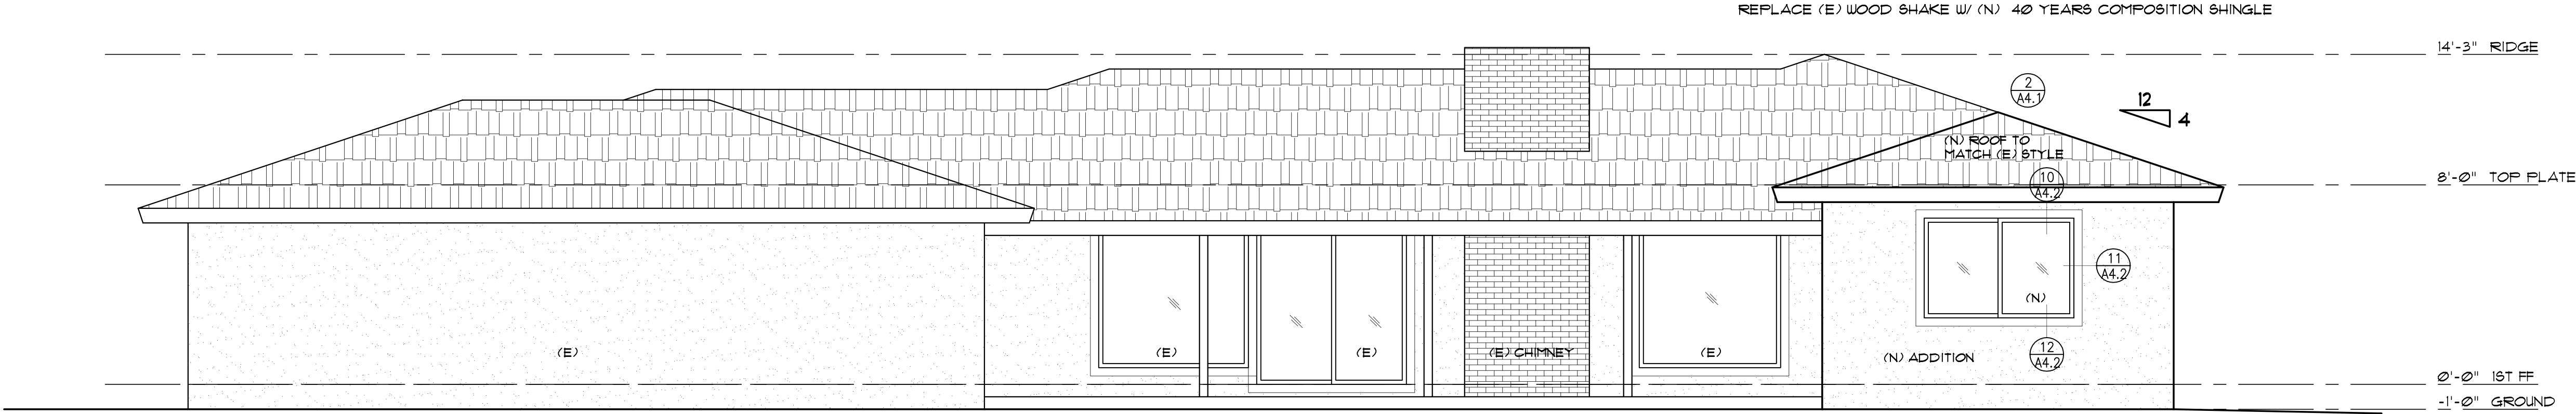 REPLACE (E) WOOD SHAKE W/ (N) 40 YEARS COMPOSITION SHINGLE
14'-3" RIDGE
2
A4.1
12
4
(N) ROOF TO
MATCH (E) STYLE
10
A4.2
8'-0" TOP PLATE
11
A4.2
(N)
(E)
(E)
(E)
(E) CHIMNEY
(E)
(N) ADDITION
12
A4.2
0'-0" 1ST FF
-1'-0" GROUND